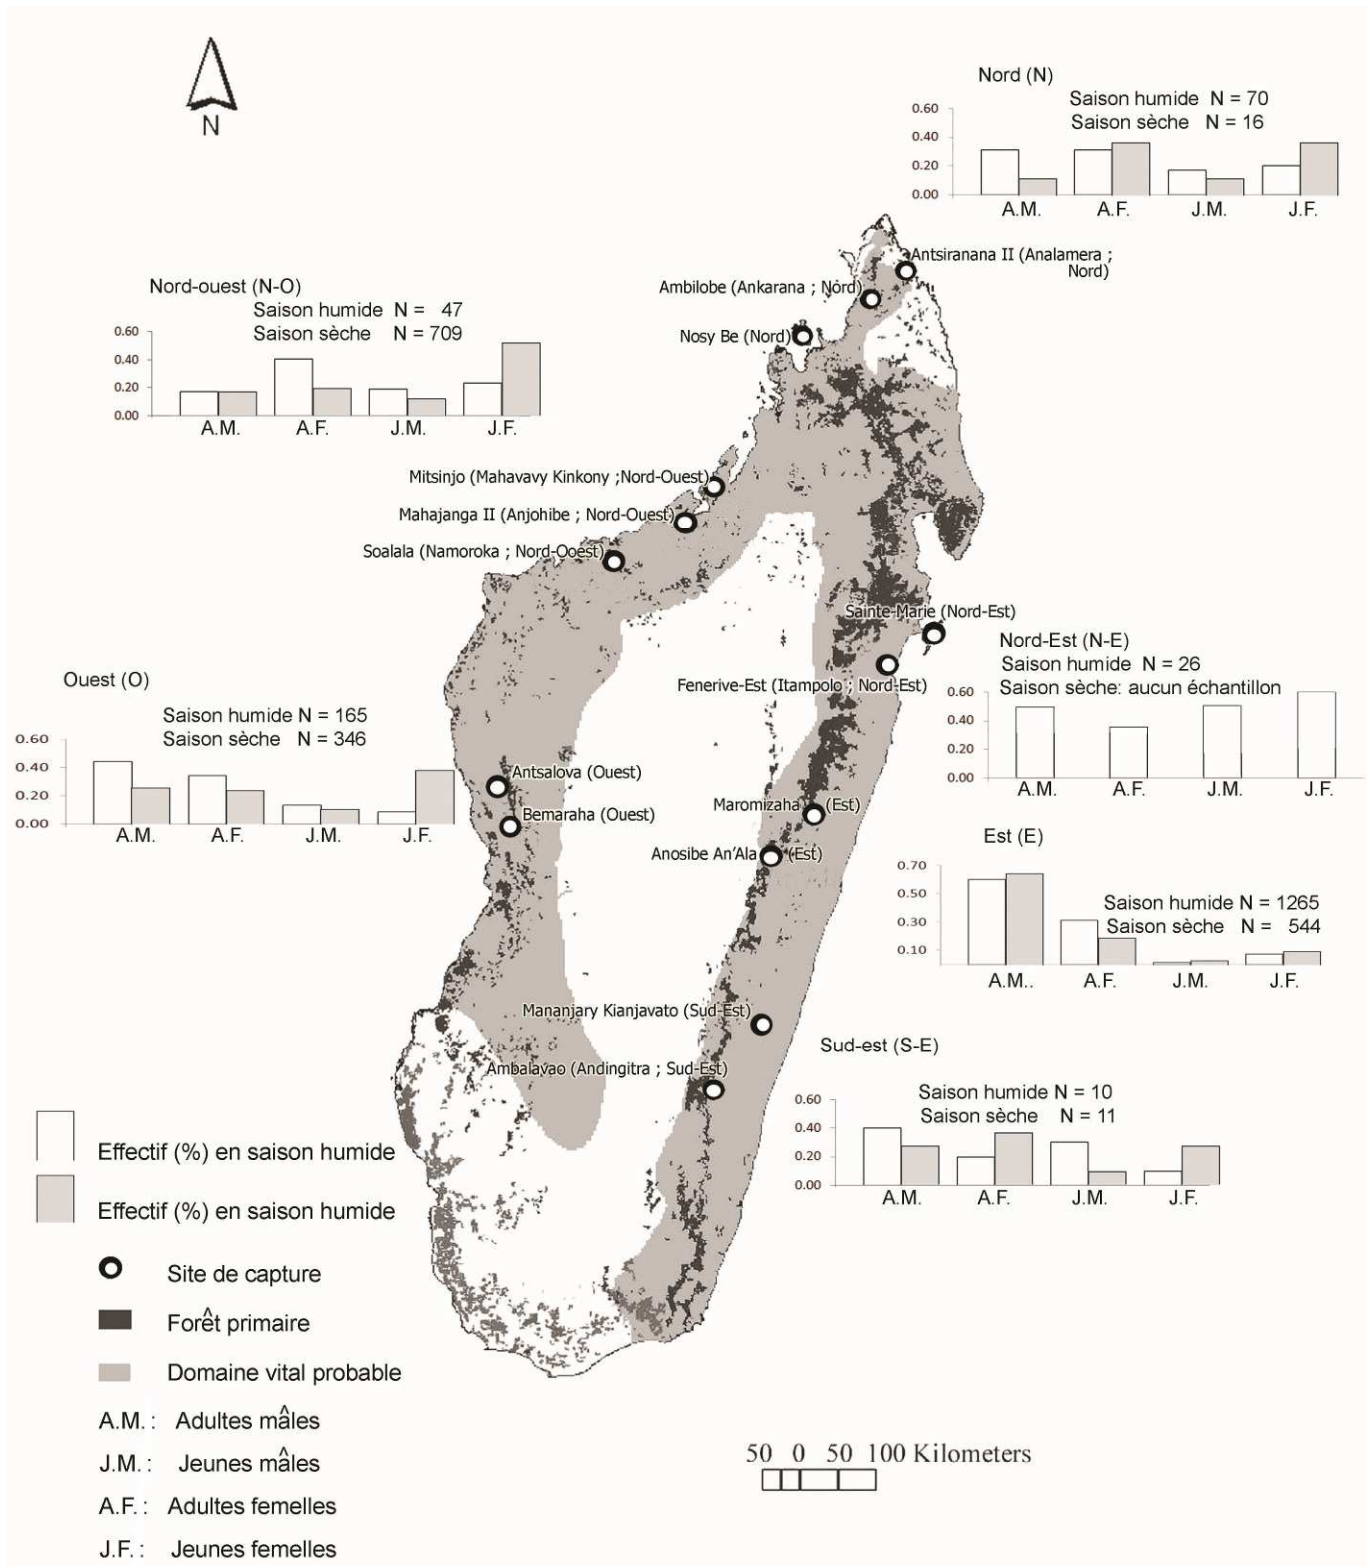 N
Nord (N)
Saison humide N = 70
Saison sèche N = 16
0.60
0.40
0.20
0.00
A.M.
A.F.
J.M.
J.F.
Antsiranana II (Analamera ;
Nord)
Ambilobe (Ankarana ; Nord)
Nosy Be (Nord)
Nord-ouest (N-O)
Saison humide N = 47
Saison sèche N = 709
0.60
0.40
0.20
0.00
A.M.
A.F.
J.M.
J.F.
Mitsinjo (Mahavavy Kinkony ;Nord-Ouest)
Mahajanga II (Anjohibe ; Nord-Ouest)
Soalala (Namoroka ; Nord-Ooest)
Sainte-Marie (Nord-Est)
Nord-Est (N-E)
Saison humide N = 26
Saison sèche: aucun échantillon
0.60
0.40
0.20
0.00
A.M.
A.F.
J.M.
J.F.
Fenerive-Est (Itampolo ; Nord-Est)
Ouest (O)
Saison humide N = 165
Saison sèche N = 346
0.60
0.40
0.20
0.00
A.M.
A.F.
J.M.
J.F.
Antsalova (Ouest)
Bemaraha (Ouest)
Maromizaha (Est)
Anosibe An'Ala (Est)
Est (E)
Saison humide N = 1265
Saison sèche N = 544
0.70
0.50
0.30
0.10
A.M..
A.F.
J.M.
J.F.
Mananjary Kianjavato (Sud-Est)
Ambalavao (Andingitra ; Sud-Est)
Sud-est (S-E)
Saison humide N = 10
Saison sèche N = 11
0.60
0.40
0.20
0.00
A.M.
A.F.
J.M.
J.F.
Effectif (%) en saison humide
Effectif (%) en saison humide
Site de capture
Forêt primaire
Domaine vital probable
A.M. : Adultes mâles
J.M. : Jeunes mâles
A.F. : Adultes femelles
J.F. : Jeunes femelles
50 0 50 100 Kilometers